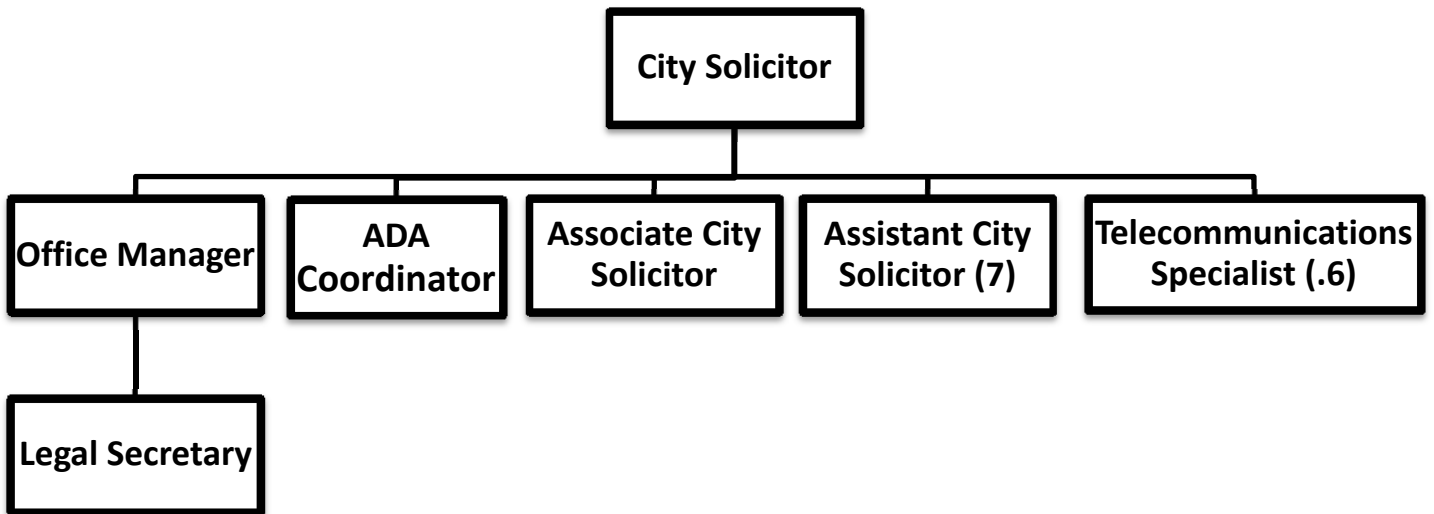 City Solicitor
Office Manager
ADA
Coordinator
Associate City
Solicitor
Assistant City
Solicitor (7)
Telecommunications
Specialist (.6)
Legal Secretary